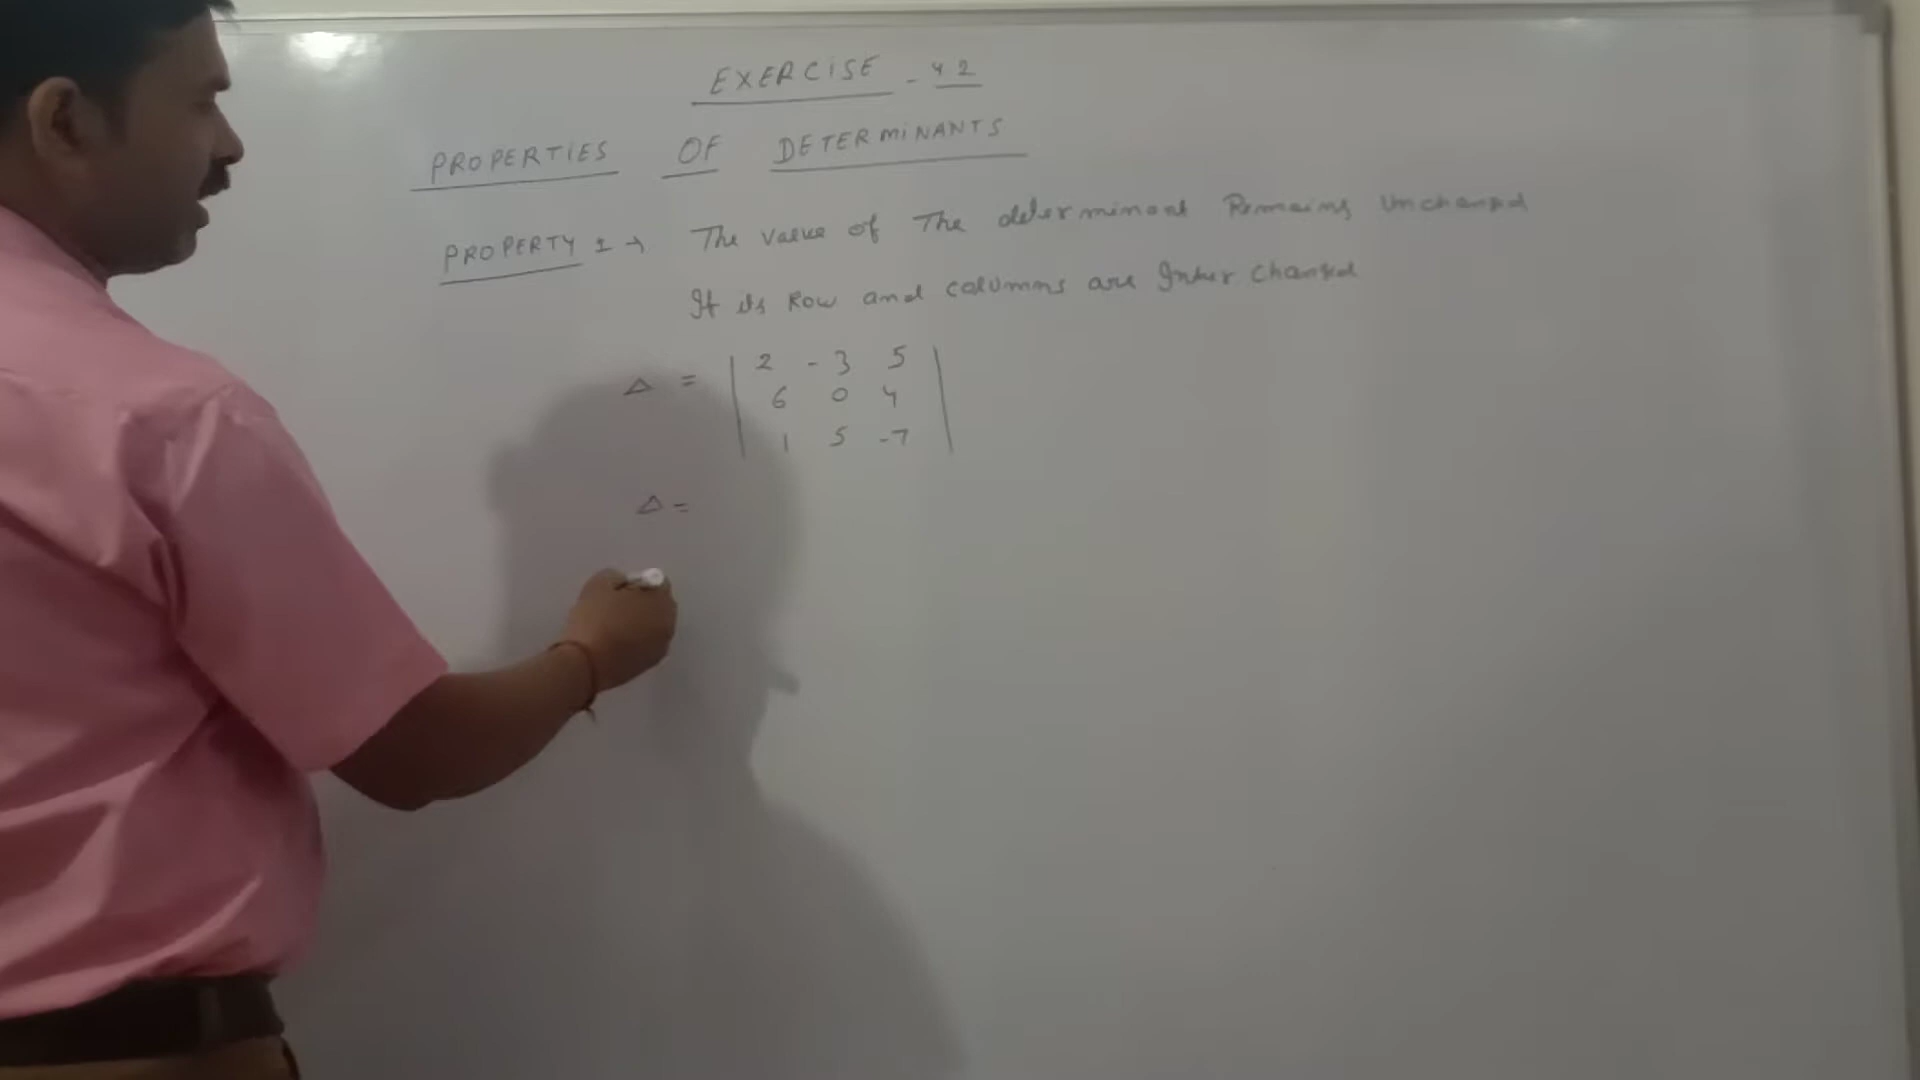 EXERCISE - 4 2
PROPERTIES OF DETERMINANTS
PROPERTY 1 → The value of The determinant Remains Unchanged
If its Row and columns are Inter changed
Δ = | 2 -3 5 |
| 6 0 4 |
| 1 5 -7 |
Δ =